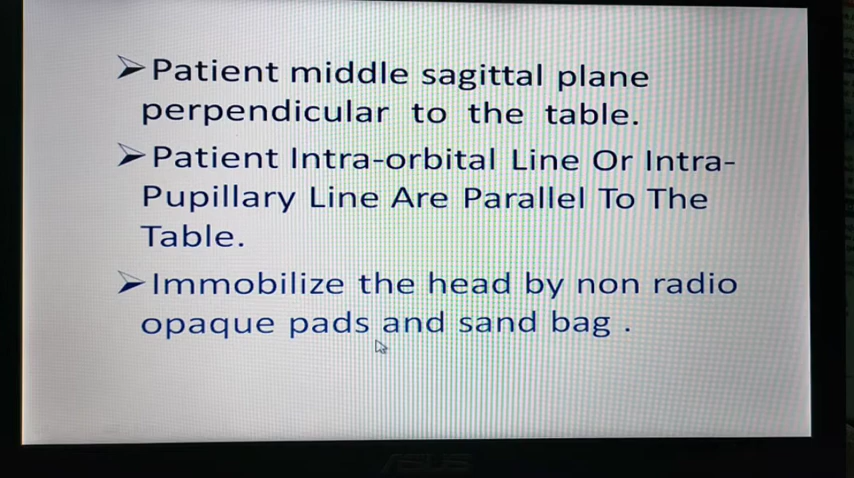 ➢Patient middle sagittal plane
perpendicular to the table.
➢Patient Intra-orbital Line Or Intra-
Pupillary Line Are Parallel To The
Table.
➢Immobilize the head by non radio
opaque pads and sand bag .
ASUS